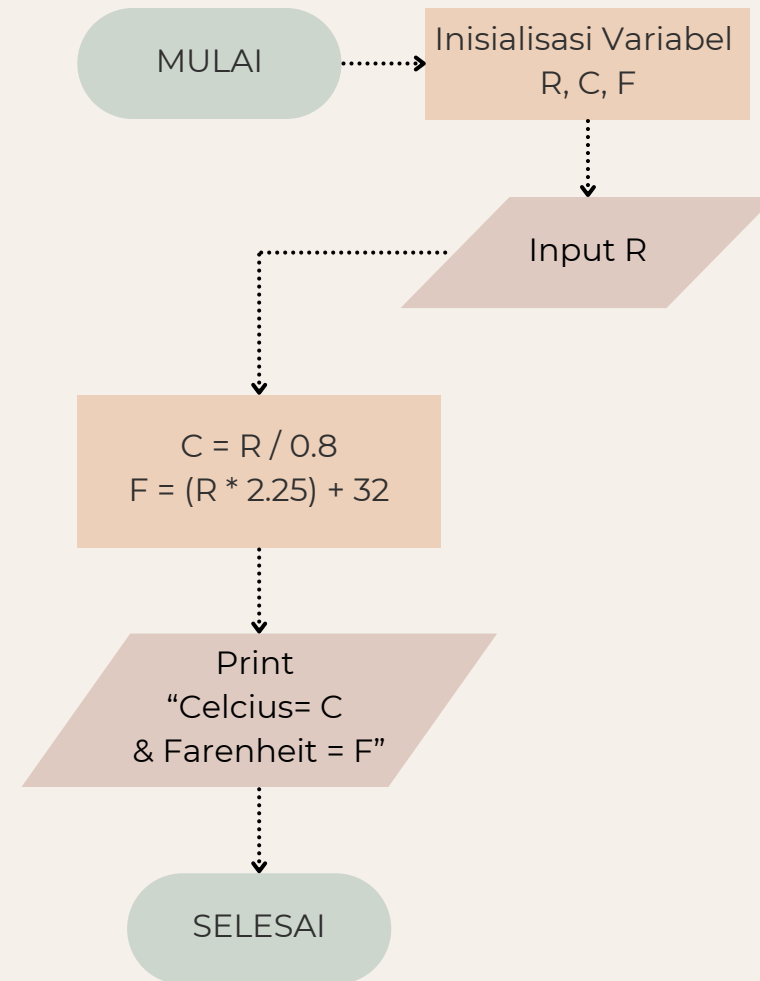 MULAI
Inisialisasi Variabel
R, C, F
Input R
C = R / 0.8
F = (R * 2.25) + 32
Print
“Celcius= C
& Farenheit = F”
SELESAI